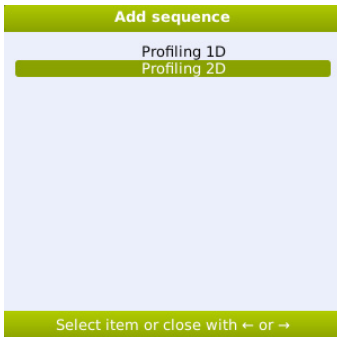 Add sequence
Profiling 1D
Profiling 2D
Select item or close with ← or →